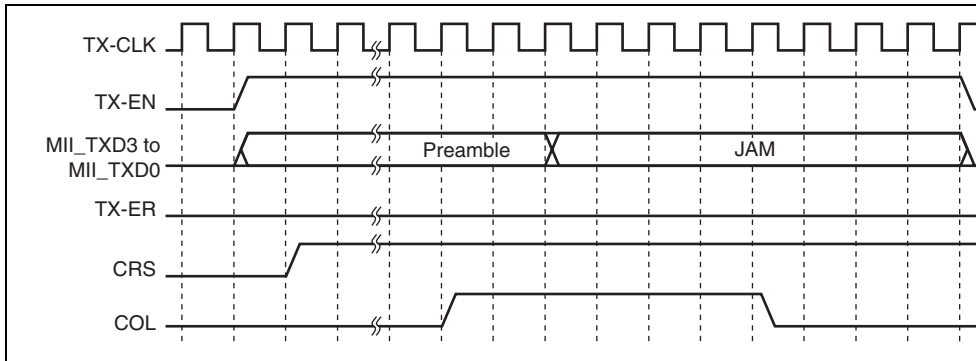 TX-CLK
TX-EN
MII_TXD3 to
MII_TXD0
Preamble
JAM
TX-ER
CRS
COL